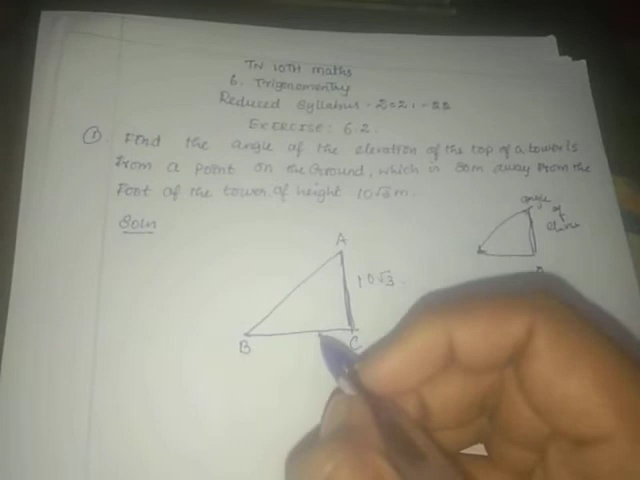 TN 10TH maths
6. Trigonometry
Reduced Syllabus - 2021-22
EXERCISE: 6.2.
① Find the angle of the elevation of the top of a tower is
from a point on the Ground, which is 30m away from the
Foot of the tower of height 10√3 m.
Soln
angle
of
A
10√3
B
C